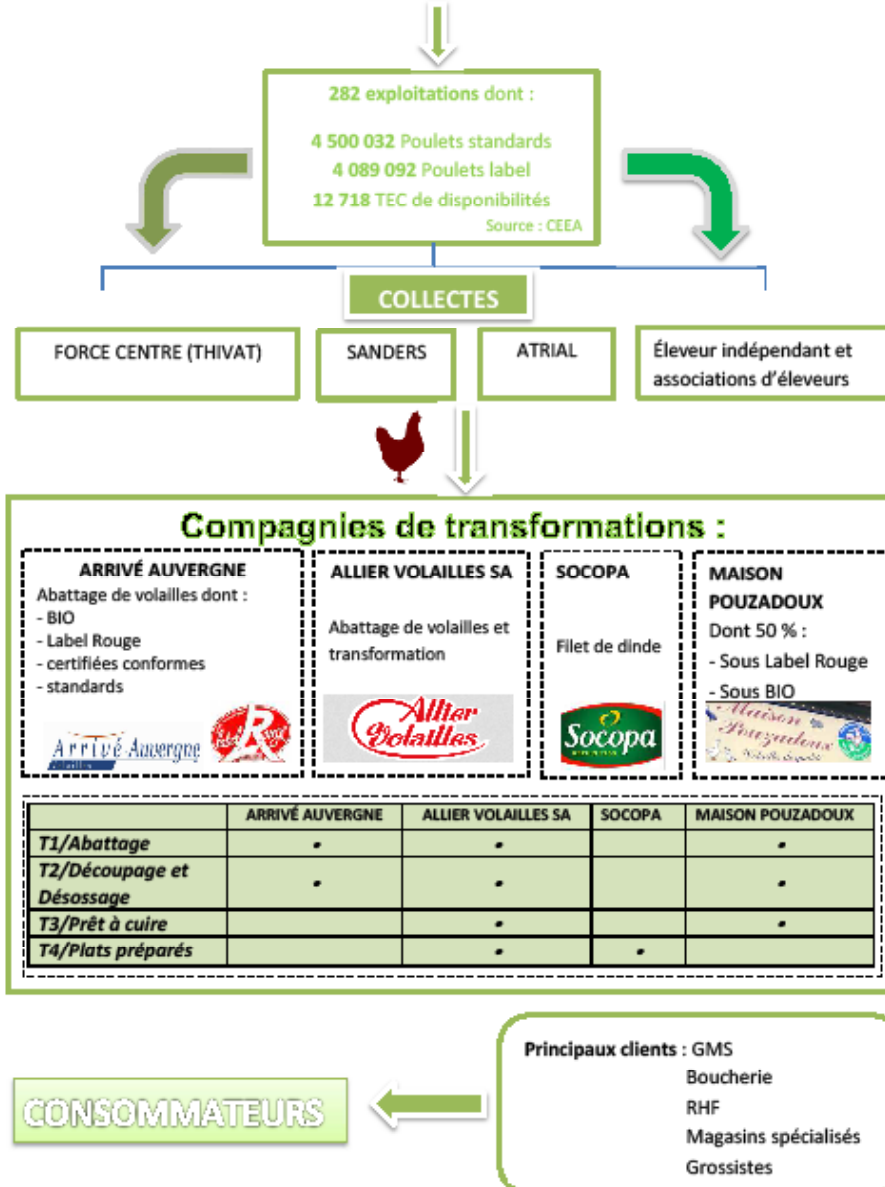 282 exploitations dont :
4 500 032 Poulets standards
4 089 092 Poulets label
12 718 TEC de disponibilités
Source : CEEA
COLLECTES
FORCE CENTRE (THIVAT)
SANDERS
ATRIAL
Éleveur indépendant et
associations d'éleveurs
Compagnies de transformations :
ARRIVÉ AUVERGNE
Abattage de volailles dont :
- BIO
- Label Rouge
- certifiées conformes
- standards
Arrivé-Auvergne
Label Rouge
ALLIER VOLAILLES SA
Abattage de volailles et
transformation
Allier
Volailles
SOCOPA
Filet de dinde
Socopa
MAISON
POUZADOUX
Dont 50 % :
- Sous Label Rouge
- Sous BIO
Maison
Pouzadoux
ARRIVÉ AUVERGNE ALLIER VOLAILLES SA SOCOPA MAISON POUZADOUX
T1/Abattage • • •
T2/Découpage et
Désossage • • •
T3/Prêt à cuire • •
T4/Plats préparés • •
Principaux clients : GMS
Boucherie
RHF
Magasins spécialisés
Grossistes
CONSOMMATEURS